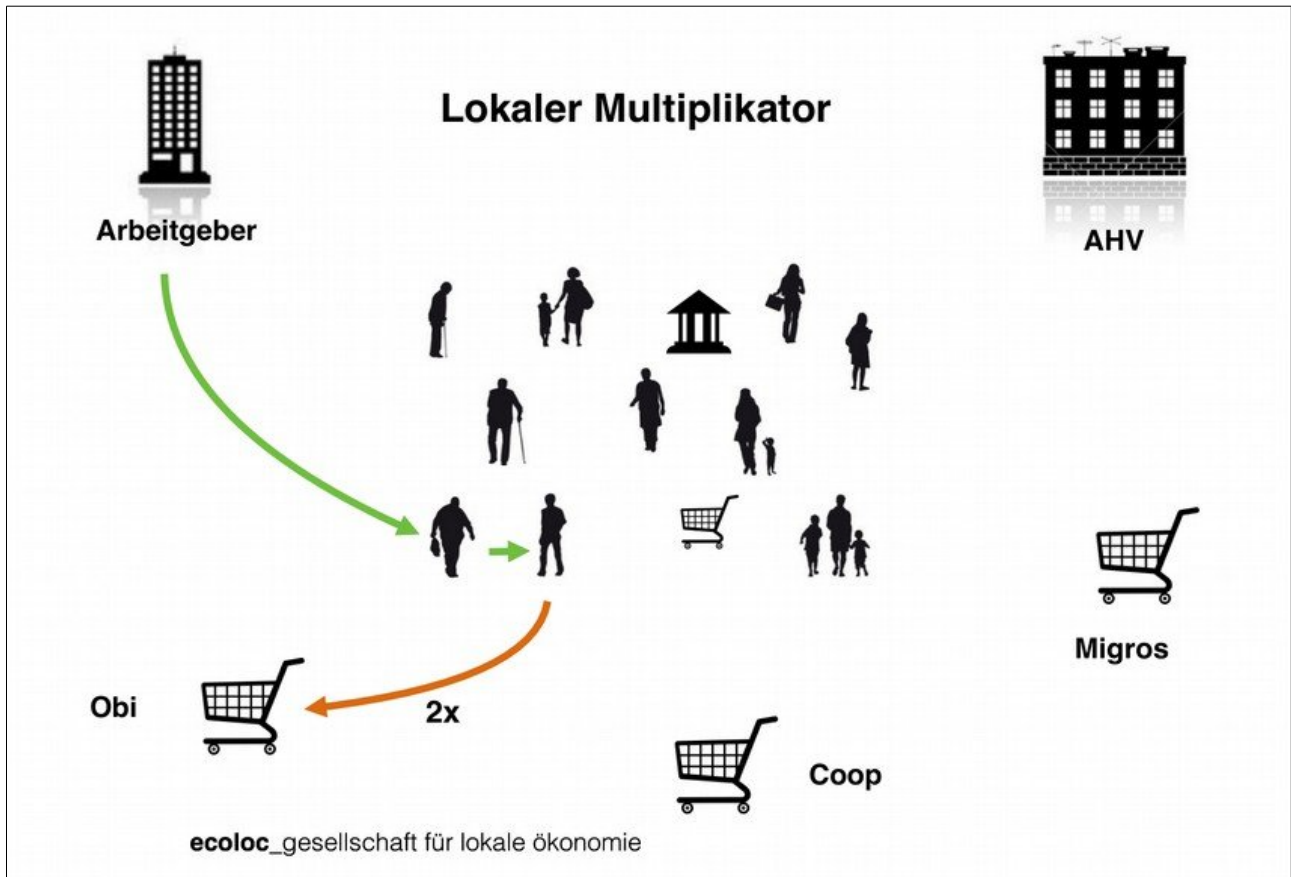 Lokaler Multiplikator
Arbeitgeber
AHV
Migros
Obi
2x
Coop
ecoloc_gesellschaft für lokale ökonomie